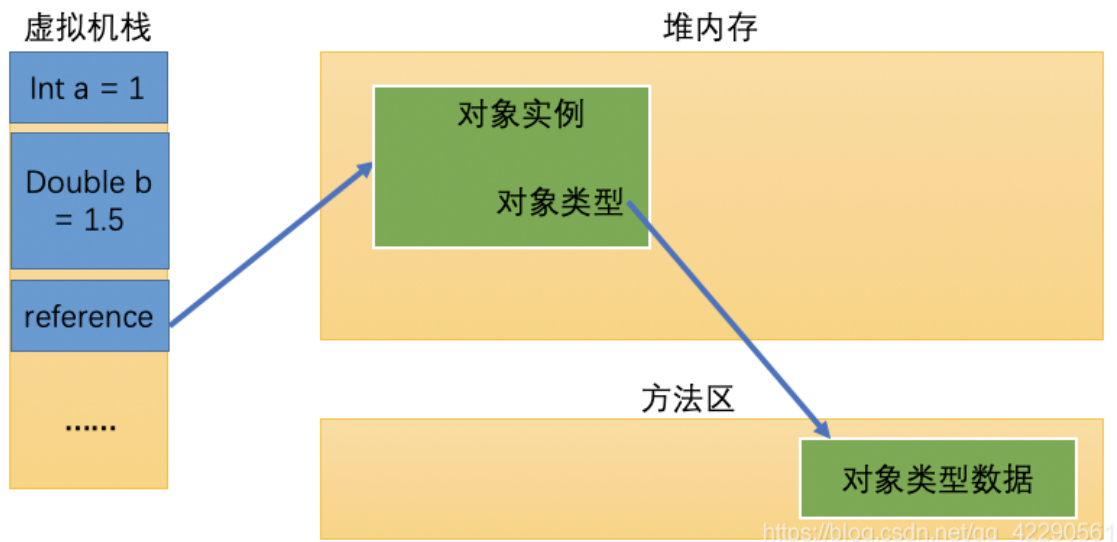 虚拟机栈
Int a = 1
Double b
= 1.5
reference
……
堆内存
对象实例
对象类型
方法区
对象类型数据
https://blog.csdn.net/qq_42290561